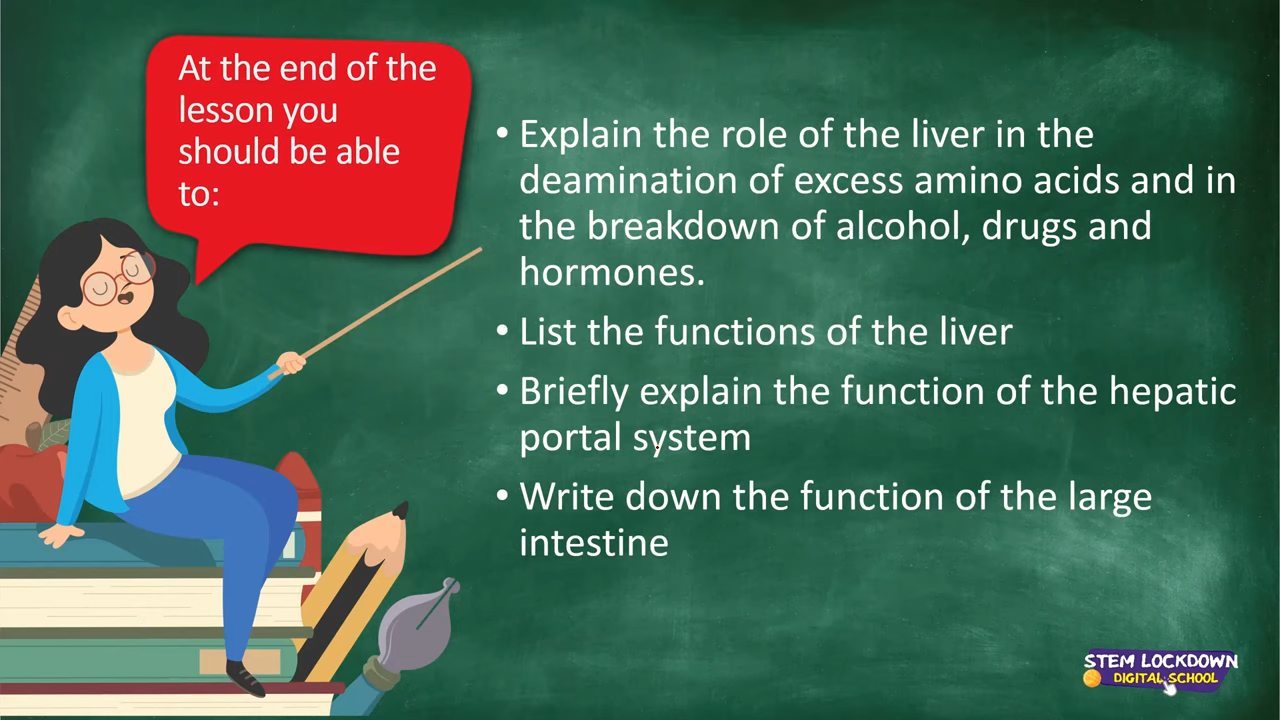 At the end of the
lesson you
should be able
to:
• Explain the role of the liver in the
deamination of excess amino acids and in
the breakdown of alcohol, drugs and
hormones.
• List the functions of the liver
• Briefly explain the function of the hepatic
portal system
• Write down the function of the large
intestine
STEM LOCKDOWN
DIGITAL SCHOOL